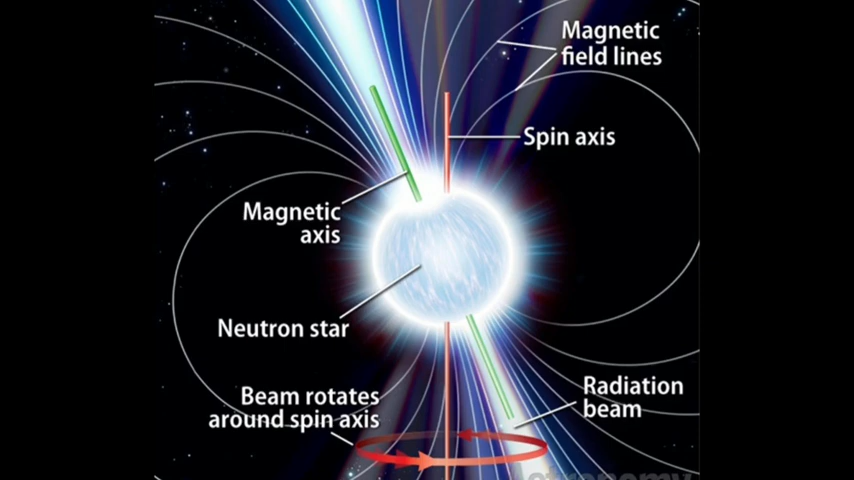 Magnetic
field lines
Spin axis
Magnetic
axis
Neutron star
Beam rotates
around spin axis
Radiation
beam